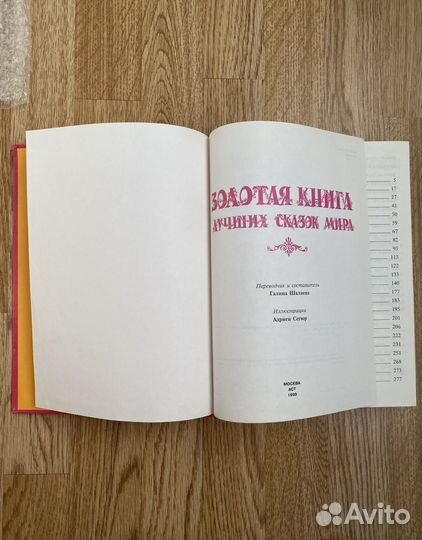 ЗОЛОТАЯ КНИГА
ЛУЧШИХ СКАЗОК МИРА
Переводчик и составитель
Галина Шалаева
Иллюстрации
Адриен Сегюр
МОСКВА
АСТ
1999
5
17
27
41
50
59
67
82
95
113
122
133
140
177
183
195
201
206
222
231
251
268
273
277
Avito